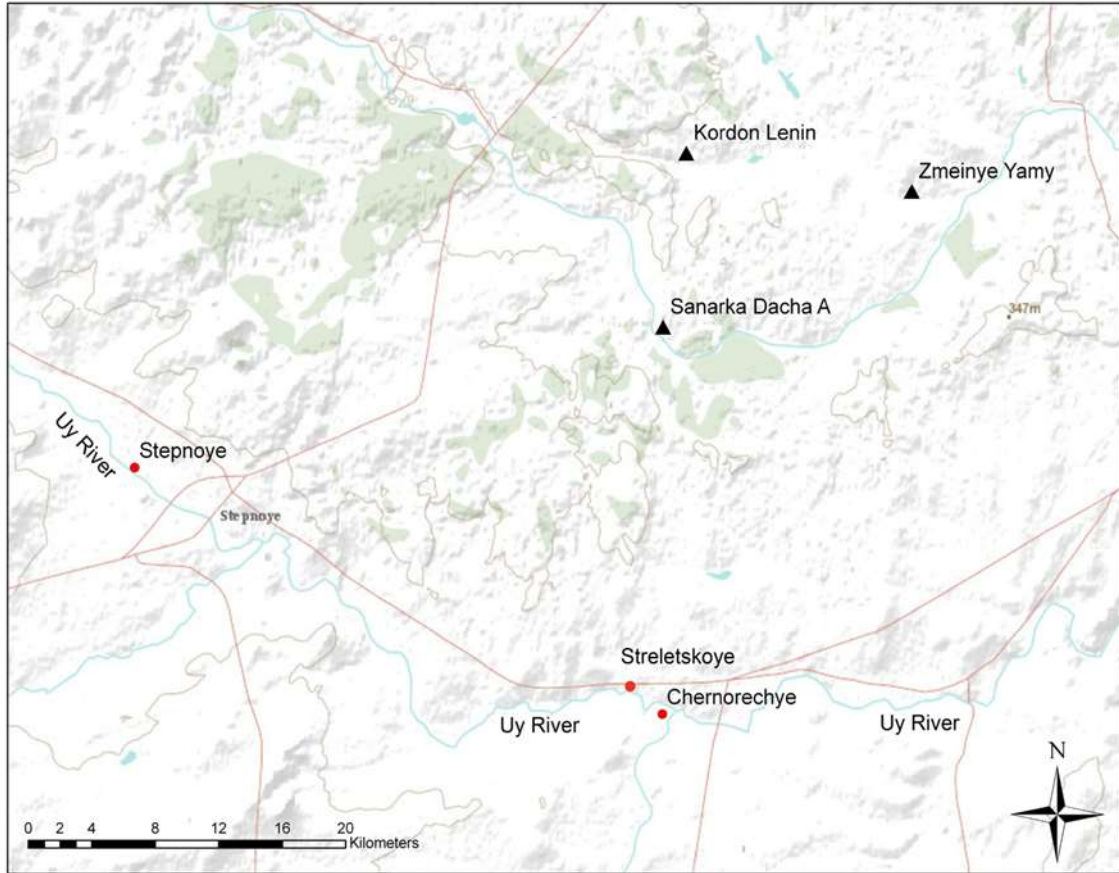 Kordon Lenin
Zmeinye Yamy
Sanarka Dacha A
347m
Uy River
Stepnoye
Stepnoye
Streletskoye
Chernorechye
Uy River
Uy River
N
0 2 4 8 12 16 20
Kilometers